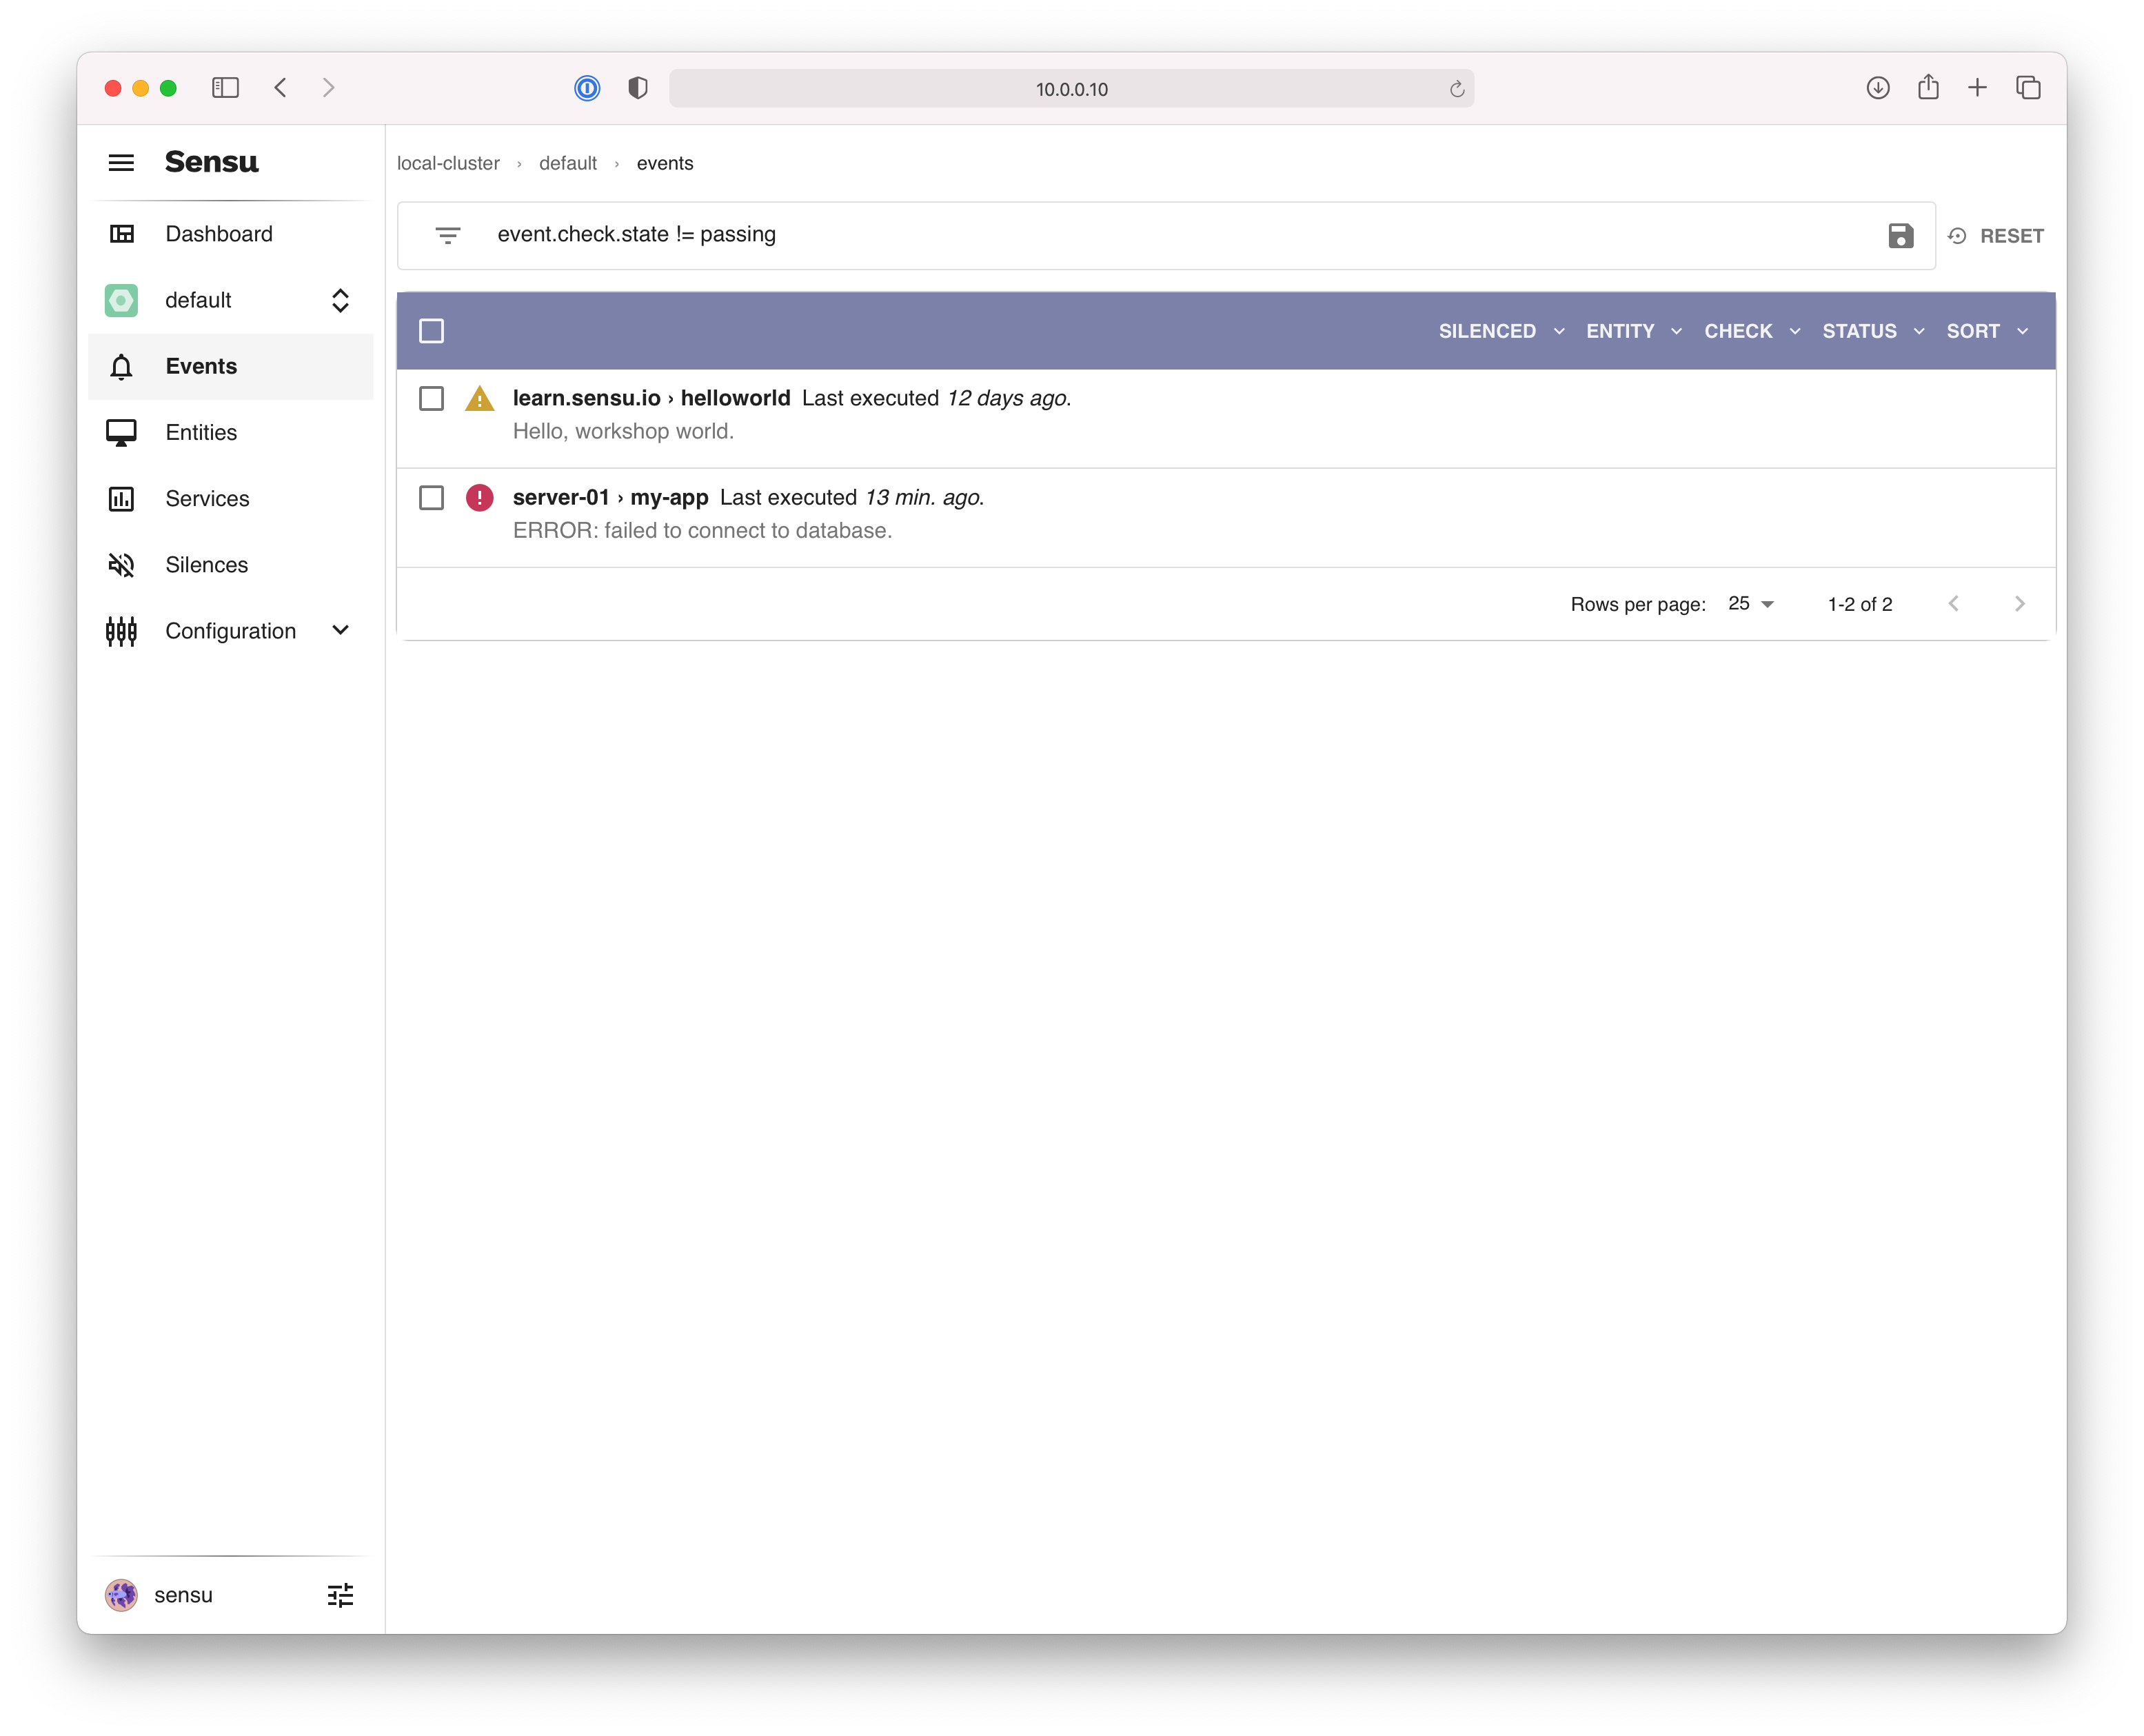 10.0.0.10
Sensu
Dashboard
default
Events
Entities
Services
Silences
Configuration
sensu
local-cluster › default › events
event.check.state != passing
RESET
SILENCED ENTITY CHECK STATUS SORT
learn.sensu.io › helloworld Last executed 12 days ago.
Hello, workshop world.
server-01 › my-app Last executed 13 min. ago.
ERROR: failed to connect to database.
Rows per page: 25 1-2 of 2